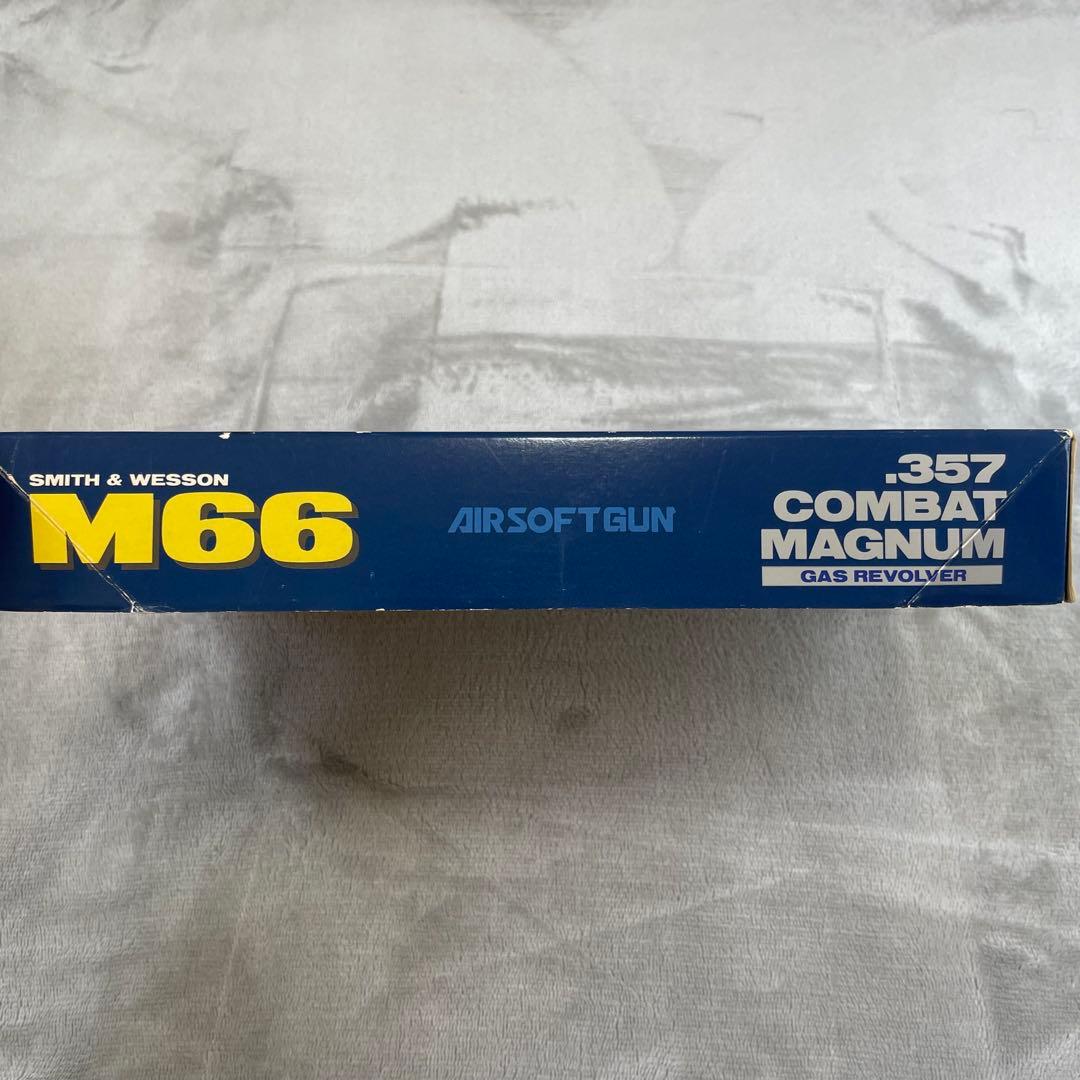 SMITH & WESSON
M66
AIRSOFTGUN
.357
COMBAT
MAGNUM
GAS REVOLVER